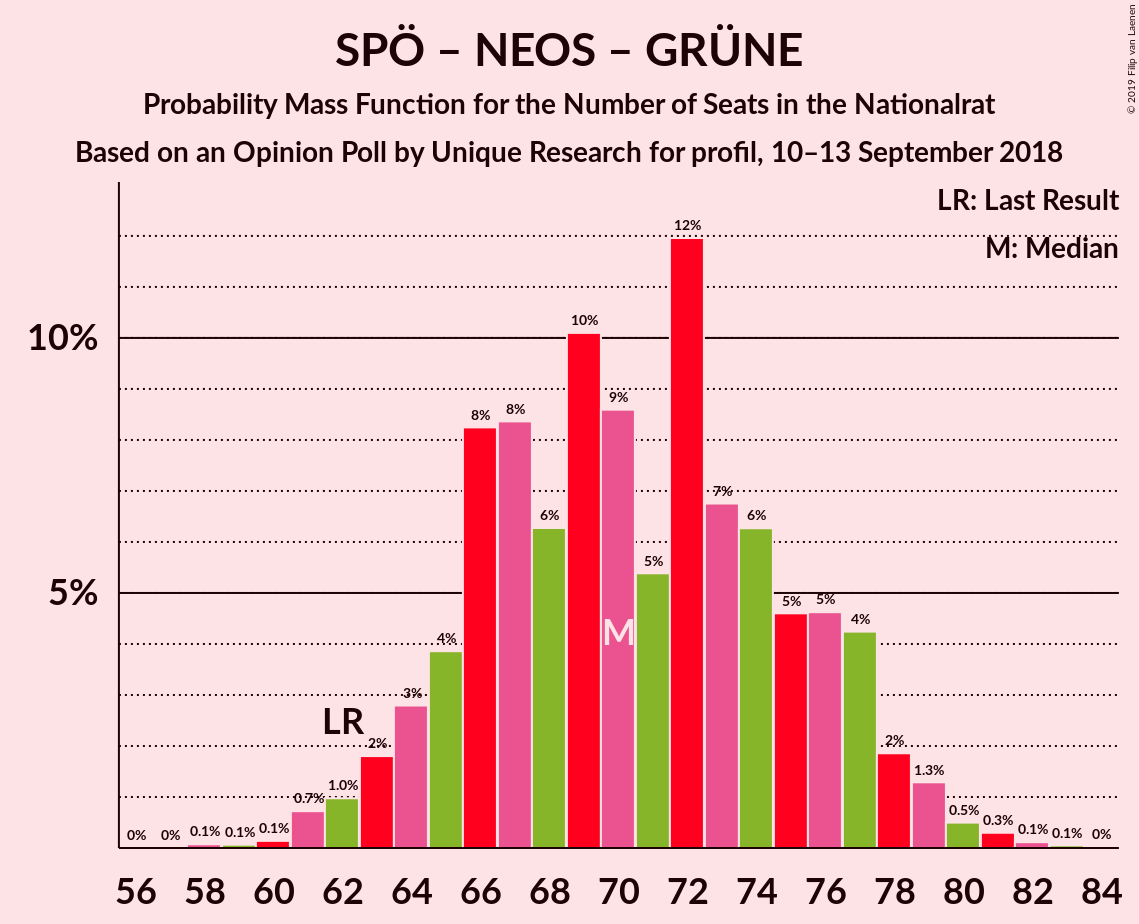 SPÖ – NEOS – GRÜNE
Probability Mass Function for the Number of Seats in the Nationalrat
Based on an Opinion Poll by Unique Research for profil, 10–13 September 2018
© 2019 Filip van Laenen
LR: Last Result
M: Median
10%
5%
0% 0% 0.1% 0.1% 0.1% 0.7% 1.0% 2% 3% 4% 8% 8% 6% 10% 9% 5% 12% 7% 6% 5% 5% 4% 2% 1.3% 0.5% 0.3% 0.1% 0.1% 0%
LR
M
56 58 60 62 64 66 68 70 72 74 76 78 80 82 84